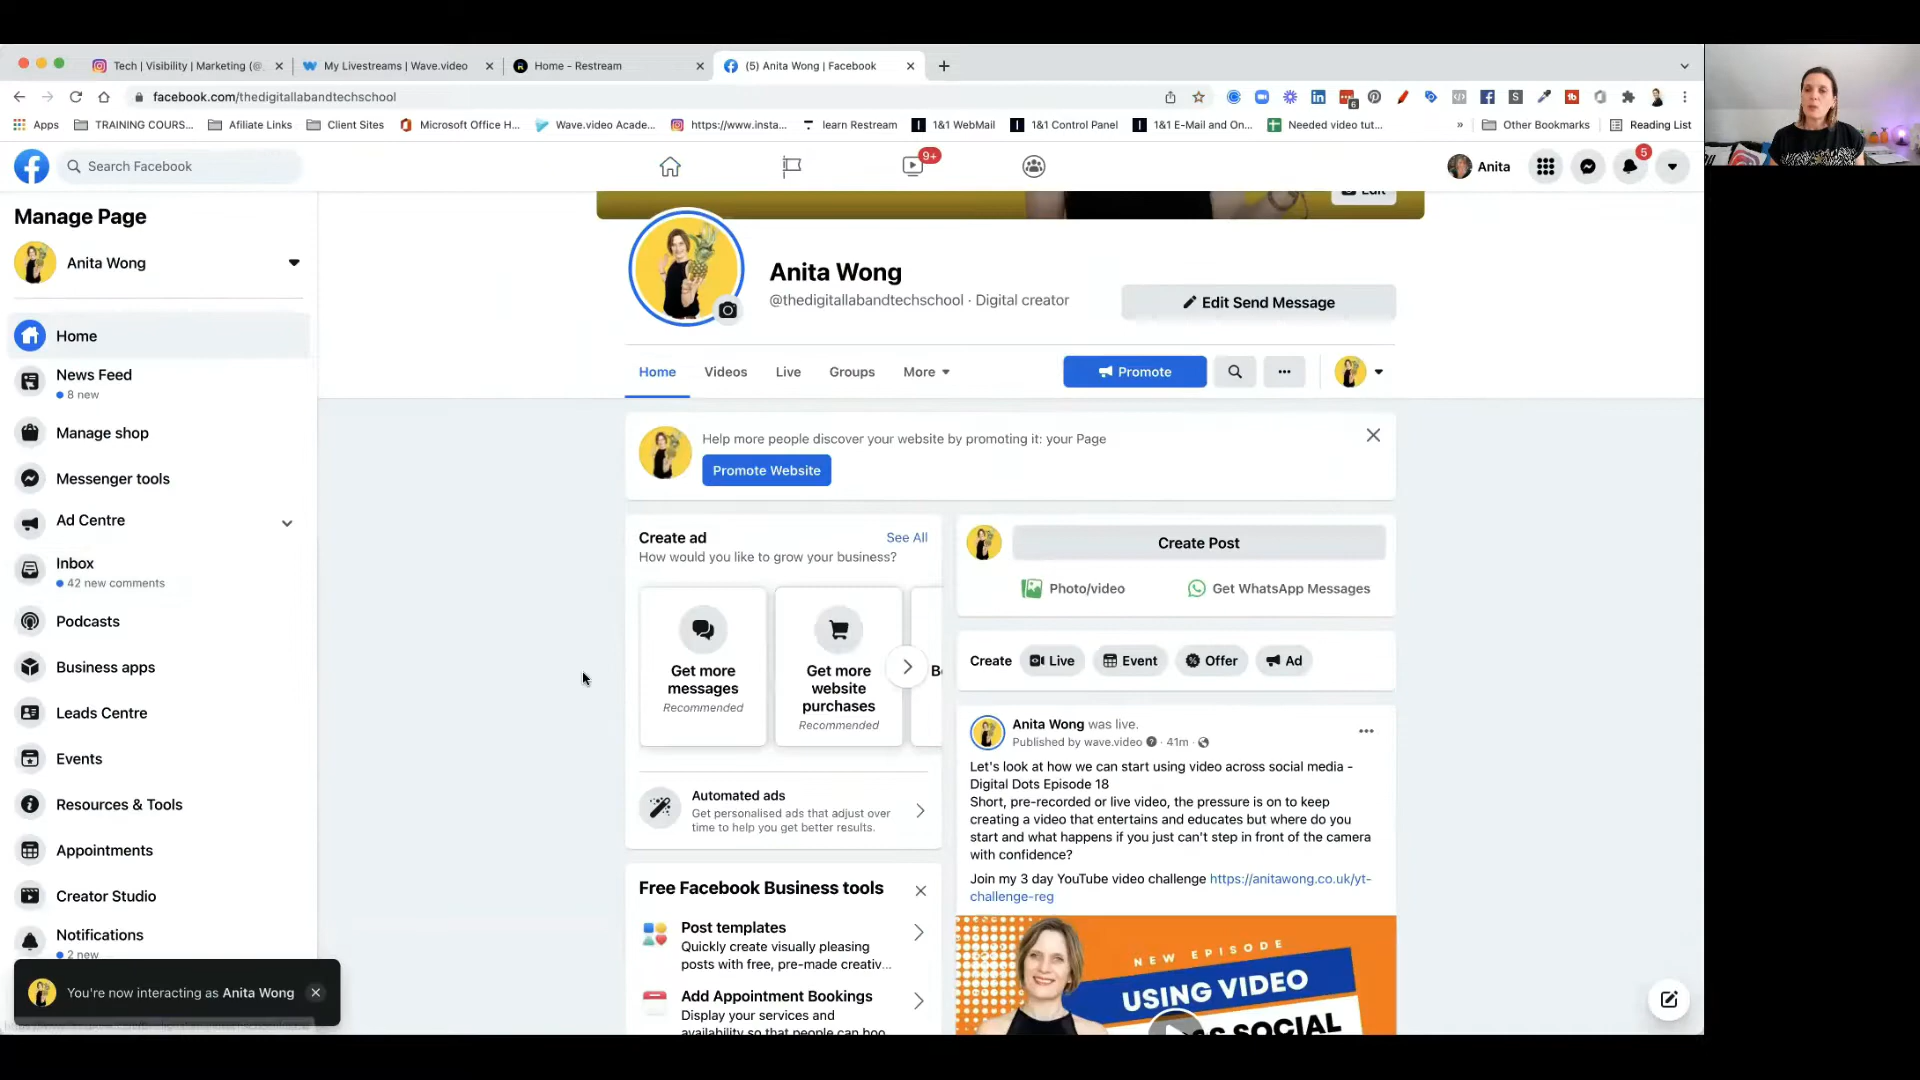 Tech | Visibility | Marketing (@
My Livestreams | Wave.video
Home - Restream
(5) Anita Wong | Facebook
facebook.com/thedigitallabandtechschool
6
Apps
TRAINING COURS...
Afiliate Links
Client Sites
Microsoft Office H...
Wave.video Acade...
https://www.insta...
learn Restream
1&1 WebMail
1&1 Control Panel
1&1 E-Mail and On...
Needed video tut...
»
Other Bookmarks
Reading List
Search Facebook
9+
Anita
5
Manage Page
Anita Wong
Home
News Feed
8 new
Manage shop
Messenger tools
Ad Centre
Inbox
42 new comments
Podcasts
Business apps
Leads Centre
Events
Resources & Tools
Appointments
Creator Studio
Notifications
2 new
You're now interacting as Anita Wong
Edit
Anita Wong
@thedigitallabandtechschool · Digital creator
Edit Send Message
Home
Videos
Live
Groups
More
Promote
Help more people discover your website by promoting it: your Page
Promote Website
Create ad
See All
How would you like to grow your business?
Get more
messages
Recommended
Get more
website
purchases
Recommended
Automated ads
Get personalised ads that adjust over
time to help you get better results.
Free Facebook Business tools
Post templates
Quickly create visually pleasing
posts with free, pre-made creativ...
Add Appointment Bookings
Display your services and
availability so that people can boo
Create Post
Photo/video
Get WhatsApp Messages
Create
Live
Event
Offer
Ad
Anita Wong was live.
Published by wave.video · 41m ·
Let's look at how we can start using video across social media -
Digital Dots Episode 18
Short, pre-recorded or live video, the pressure is on to keep
creating a video that entertains and educates but where do you
start and what happens if you just can't step in front of the camera
with confidence?
Join my 3 day YouTube video challenge https://anitawong.co.uk/yt-
challenge-reg
NEW EPISODE
USING VIDEO
SOCIAL